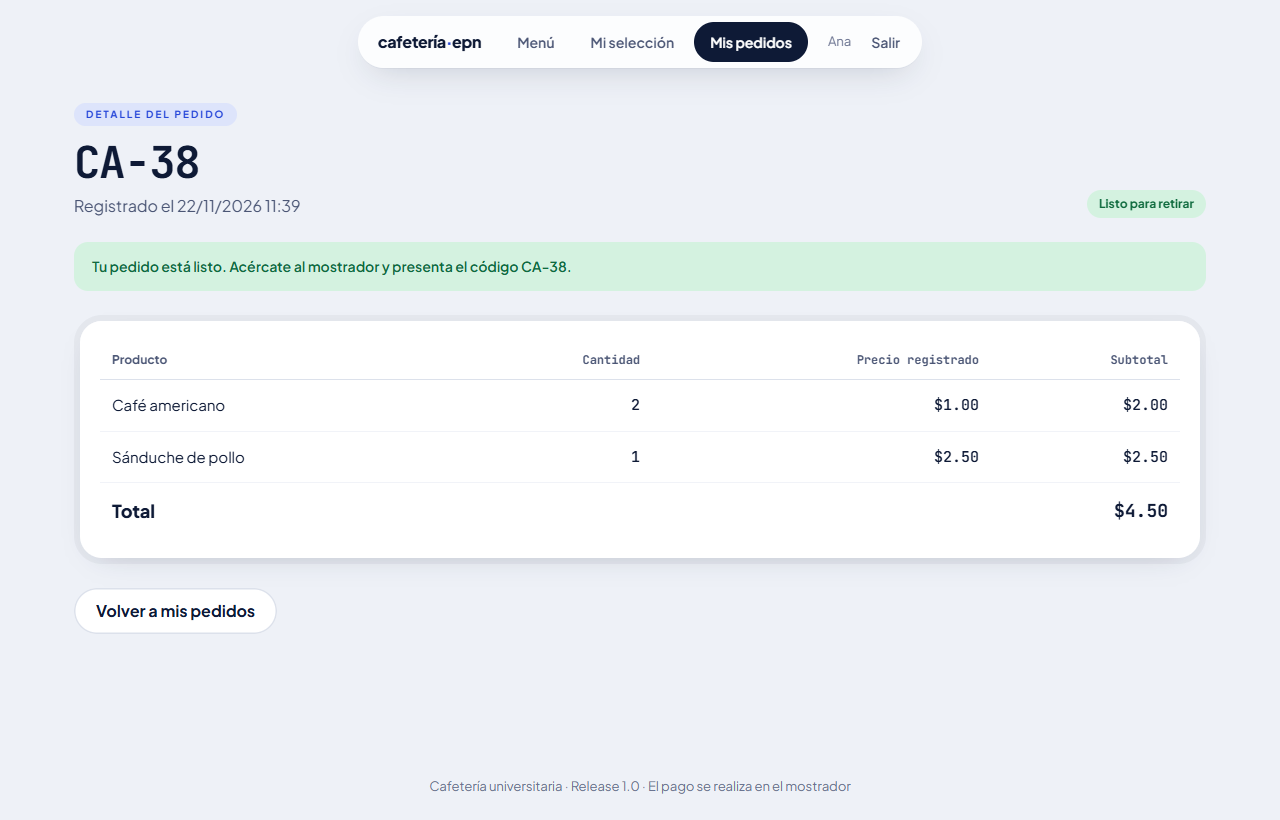 cafetería·epn Menú Mi selección Mis pedidos Ana Salir
DETALLE DEL PEDIDO
CA-38
Registrado el 22/11/2026 11:39
Listo para retirar
Tu pedido está listo. Acércate al mostrador y presenta el código CA-38.
Producto Cantidad Precio registrado Subtotal
Café americano 2 $1.00 $2.00
Sánduche de pollo 1 $2.50 $2.50
Total $4.50
Volver a mis pedidos
Cafetería universitaria · Release 1.0 · El pago se realiza en el mostrador